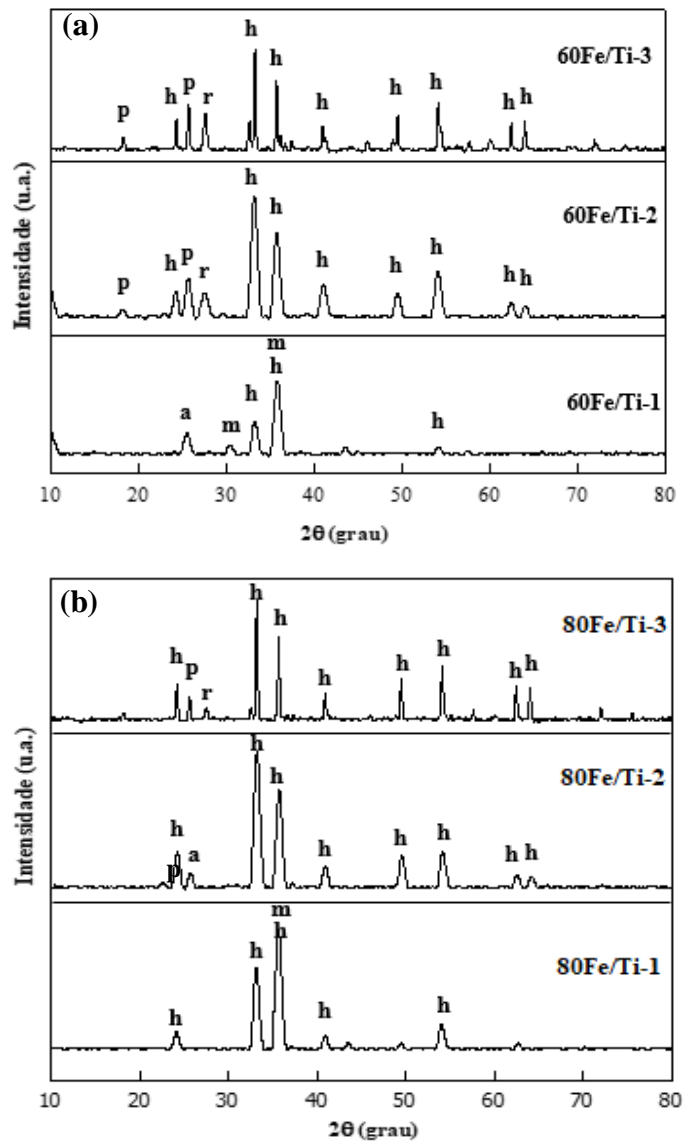 (a)
Intensidade (u.a.)
p h p r h h h h h h h
60Fe/Ti-3
p h p r h h h h h h h
60Fe/Ti-2
a m h m h h
60Fe/Ti-1
10 20 30 40 50 60 70 80
2θ (grau)
(b)
Intensidade (u.a.)
h p r h h h h h h h
80Fe/Ti-3
p h a h h h h h h h
80Fe/Ti-2
h h m h h h
80Fe/Ti-1
10 20 30 40 50 60 70 80
2θ (grau)